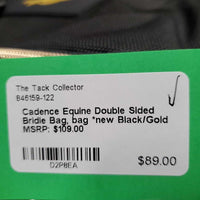 The Tack Collector
846159-122
Cadence Equine Double Sided
Bridle Bag, bag *new Black/Gold
MSRP: $109.00
$89.00
D2P8EA